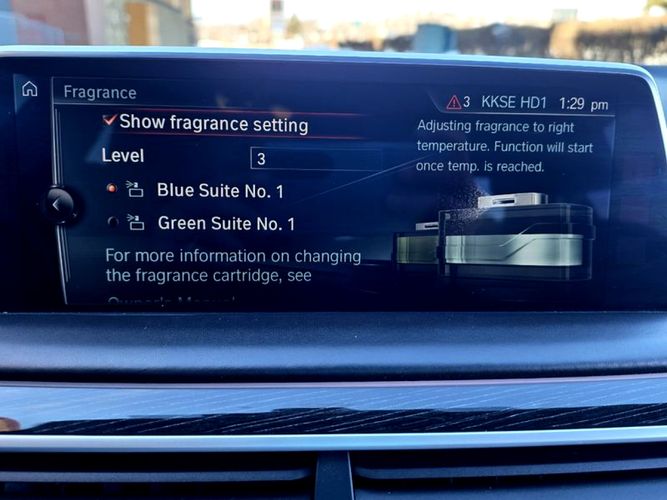 Fragrance
3 KKSE HD1 1:29 pm
Show fragrance setting
Level 3
Blue Suite No. 1
Green Suite No. 1
For more information on changing
the fragrance cartridge, see
Owner's Manual
Adjusting fragrance to right
temperature. Function will start
once temp. is reached.